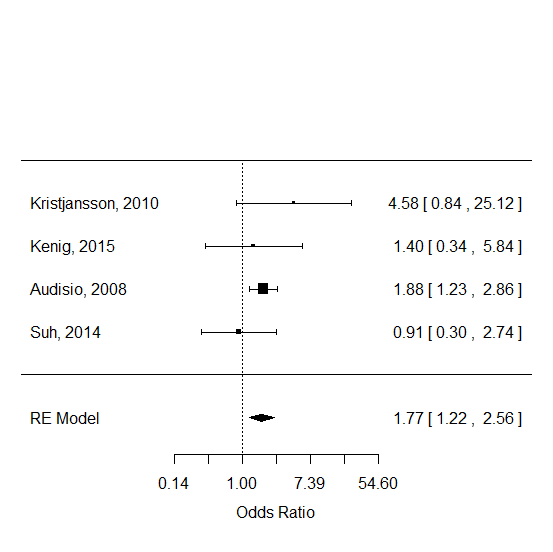 Kristjansson, 2010 4.58 [ 0.84 , 25.12 ]
Kenig, 2015 1.40 [ 0.34 , 5.84 ]
Audisio, 2008 1.88 [ 1.23 , 2.86 ]
Suh, 2014 0.91 [ 0.30 , 2.74 ]
RE Model 1.77 [ 1.22 , 2.56 ]
0.14 1.00 7.39 54.60
Odds Ratio